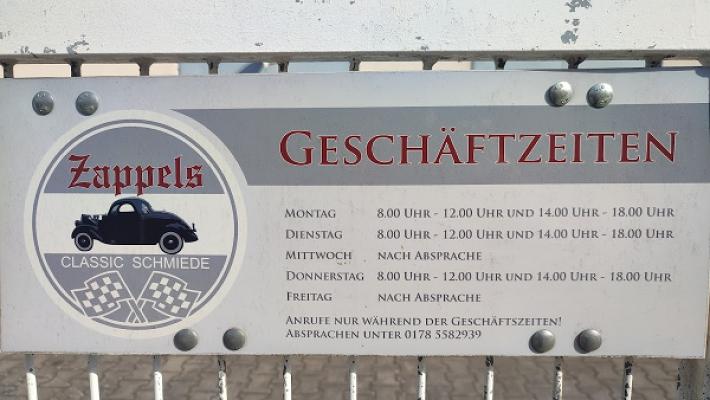 Zappels
CLASSIC SCHMIEDE
GESCHÄFTZEITEN
MONTAG 8.00 UHR - 12.00 UHR UND 14.00 UHR - 18.00 UHR
DIENSTAG 8.00 UHR - 12.00 UHR UND 14.00 UHR - 18.00 UHR
MITTWOCH NACH ABSPRACHE
DONNERSTAG 8.00 UHR - 12.00 UHR UND 14.00 UHR - 18.00 UHR
FREITAG NACH ABSPRACHE
ANRUFE NUR WÄHREND DER GESCHÄFTSZEITEN!
ABSPRACHEN UNTER 0178 5582939